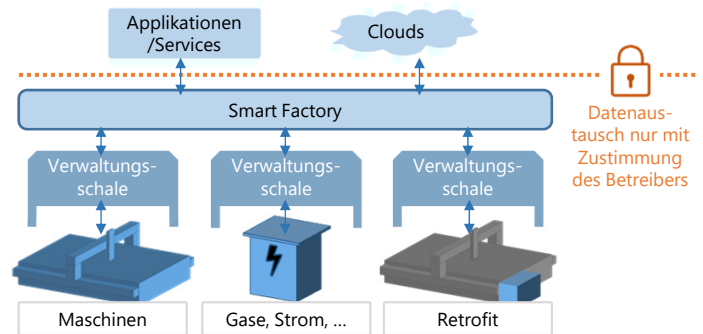 Applikationen
/Services
Clouds
Smart Factory
Datenaus-
tausch nur mit
Zustimmung
des Betreibers
Verwaltungs-
schale
Verwaltungs-
schale
Verwaltungs-
schale
Maschinen
Gase, Strom, ...
Retrofit